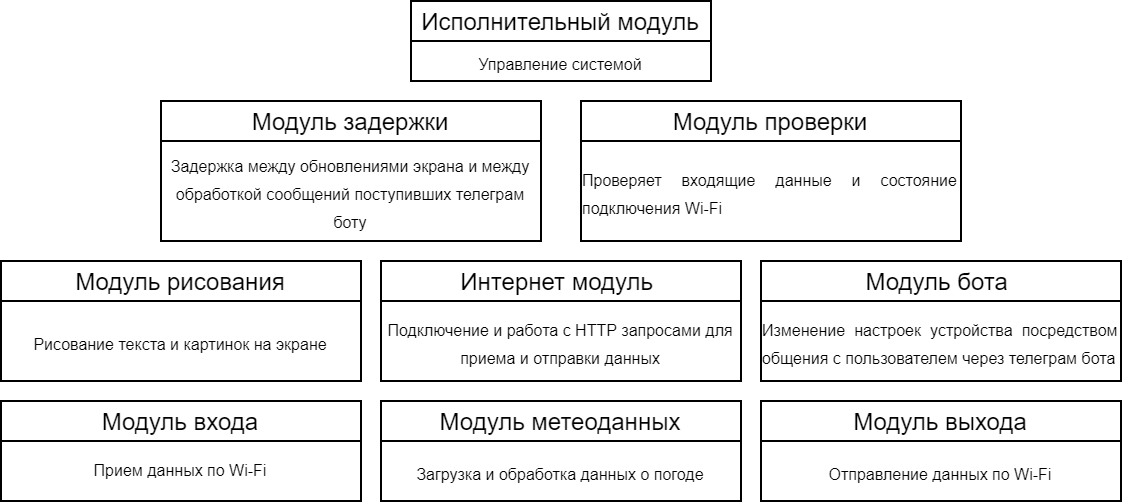 Исполнительный модуль
Управление системой
Модуль задержки
Задержка между обновлениями экрана и между
обработкой сообщений поступивших телеграм
боту
Модуль проверки
Проверяет входящие данные и состояние
подключения Wi-Fi
Модуль рисования
Рисование текста и картинок на экране
Интернет модуль
Подключение и работа с HTTP запросами для
приема и отправки данных
Модуль бота
Изменение настроек устройства посредством
общения с пользователем через телеграм бота
Модуль входа
Прием данных по Wi-Fi
Модуль метеоданных
Загрузка и обработка данных о погоде
Модуль выхода
Отправление данных по Wi-Fi